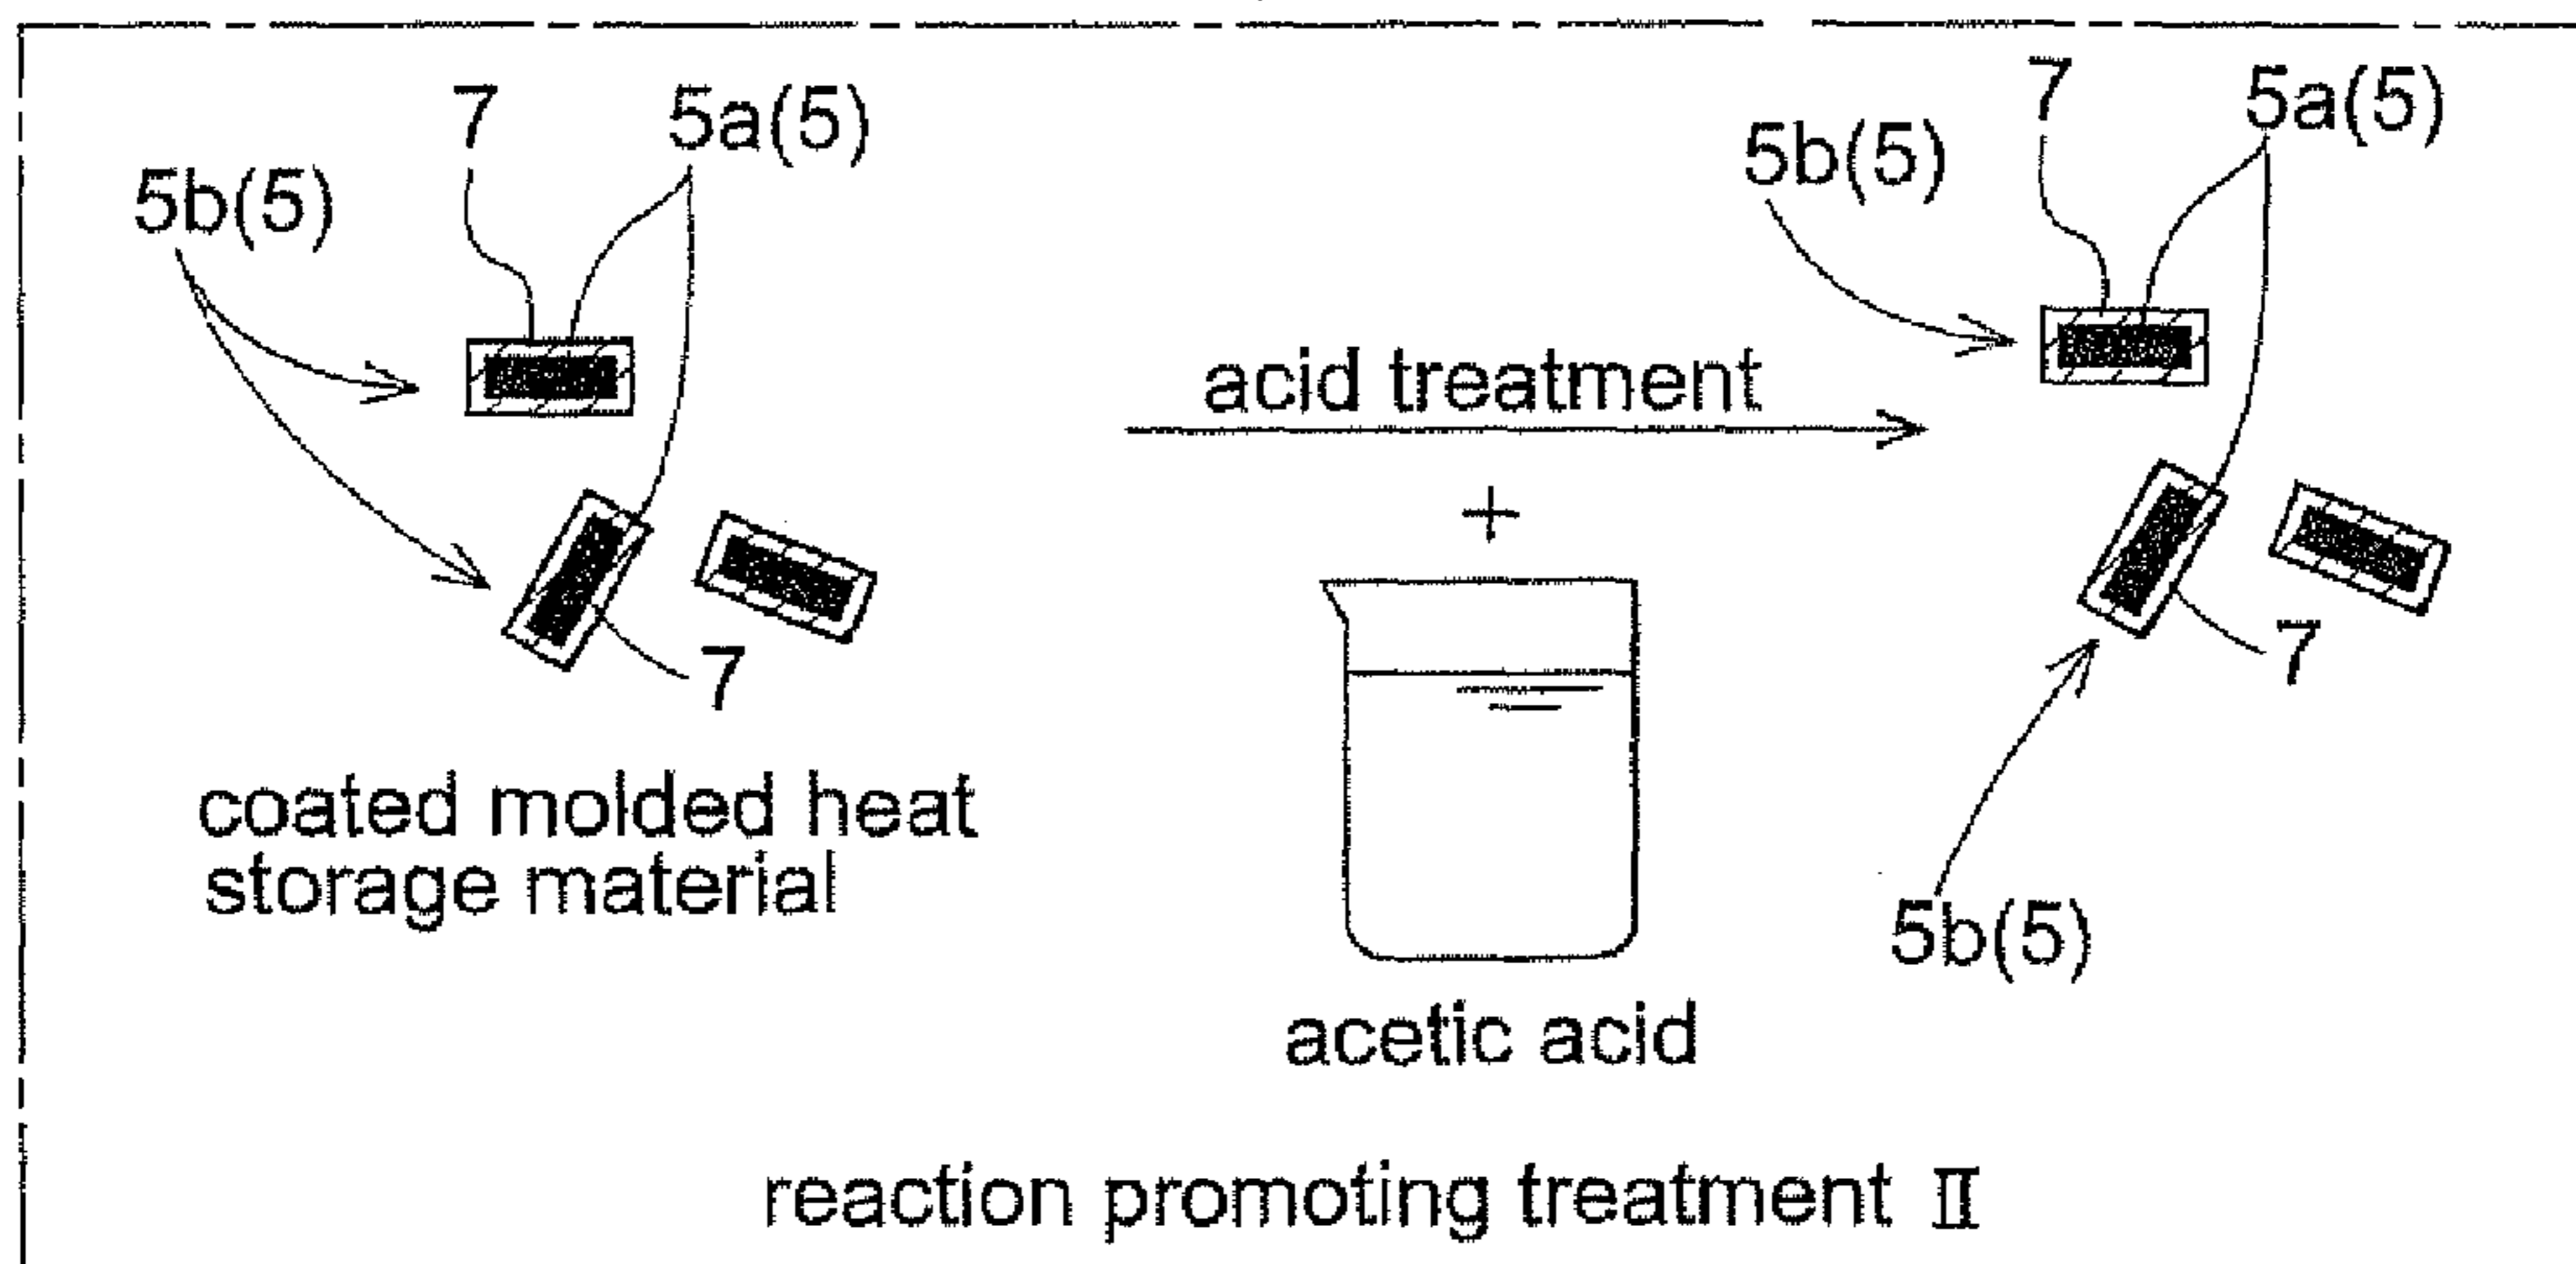 7
5a(5)
5b(5)
7
coated molded heat
storage material
acid treatment
+
acetic acid
7
5a(5)
5b(5)
7
5b(5)
reaction promoting treatment Ⅱ